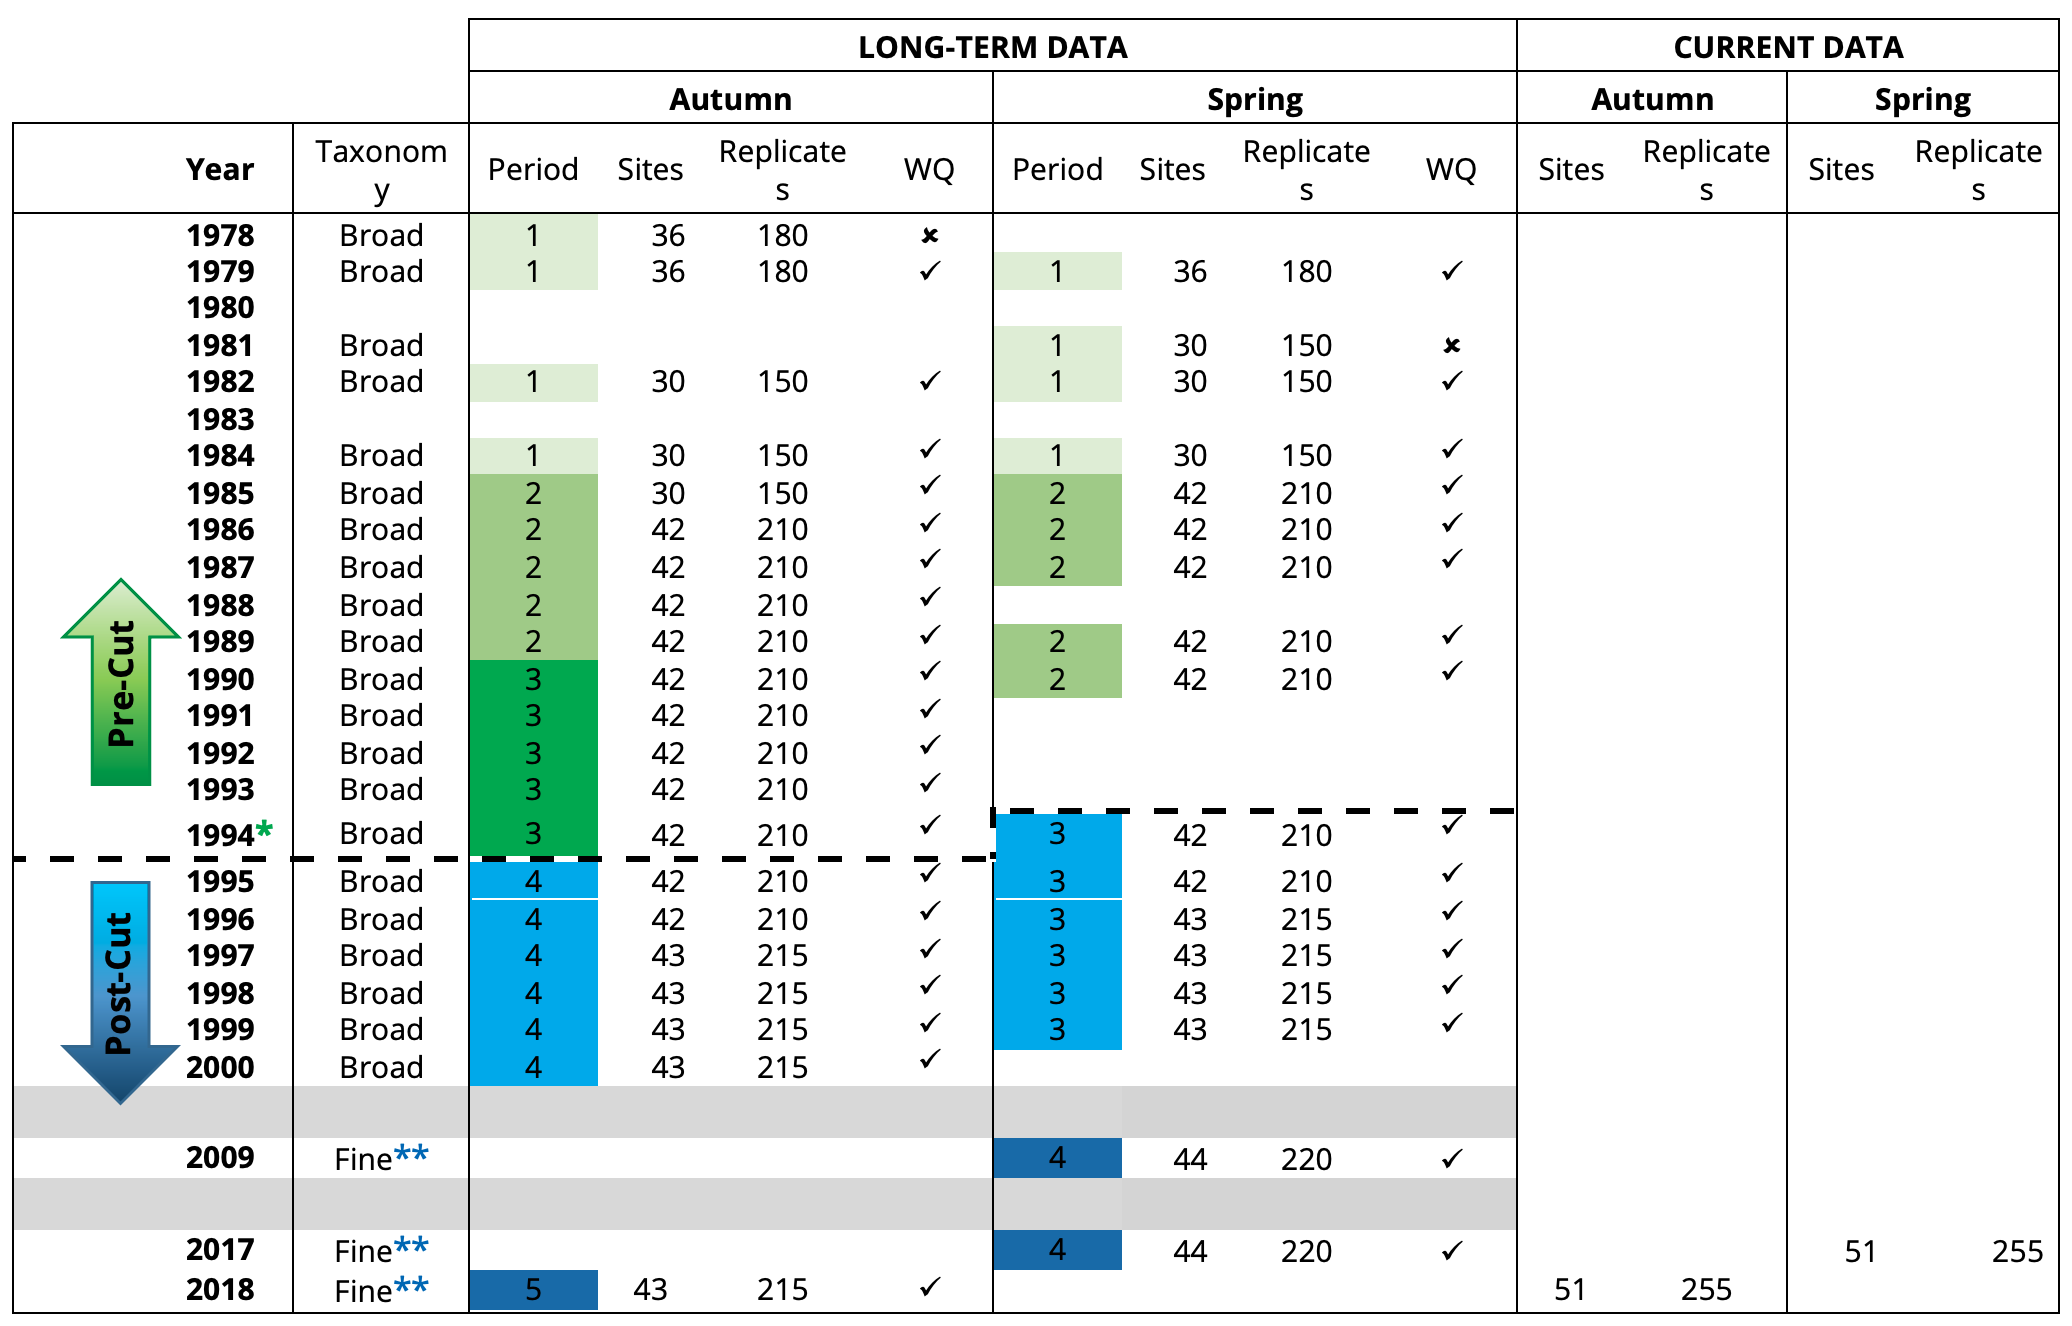 LONG-TERM DATA CURRENT DATA
Autumn Spring Autumn Spring
Year Taxonom
y Period Sites Replicate
s WQ Period Sites Replicate
s WQ Sites Replicate
s Sites Replicate
s
1978 Broad 1 36 180 ✘
1979 Broad 1 36 180 ✓ 1 36 180 ✓
1980
1981 Broad 1 30 150 ✘
1982 Broad 1 30 150 ✓ 1 30 150 ✓
1983
1984 Broad 1 30 150 ✓ 1 30 150 ✓
1985 Broad 2 30 150 ✓ 2 42 210 ✓
1986 Broad 2 42 210 ✓ 2 42 210 ✓
1987 Broad 2 42 210 ✓ 2 42 210 ✓
1988 Broad 2 42 210 ✓
1989 Broad 2 42 210 ✓ 2 42 210 ✓
Pre-Cut
1990 Broad 3 42 210 ✓ 2 42 210 ✓
1991 Broad 3 42 210 ✓
1992 Broad 3 42 210 ✓
1993 Broad 3 42 210 ✓
1994* Broad 3 42 210 ✓ 3 42 210 ✓
1995 Broad 4 42 210 ✓ 3 42 210 ✓
1996 Broad 4 42 210 ✓ 3 43 215 ✓
1997 Broad 4 43 215 ✓ 3 43 215 ✓
Post-Cut
1998 Broad 4 43 215 ✓ 3 43 215 ✓
1999 Broad 4 43 215 ✓ 3 43 215 ✓
2000 Broad 4 43 215 ✓
2009 Fine** 4 44 220 ✓
2017 Fine** 4 44 220 ✓ 51 255
2018 Fine** 5 43 215 ✓ 51 255